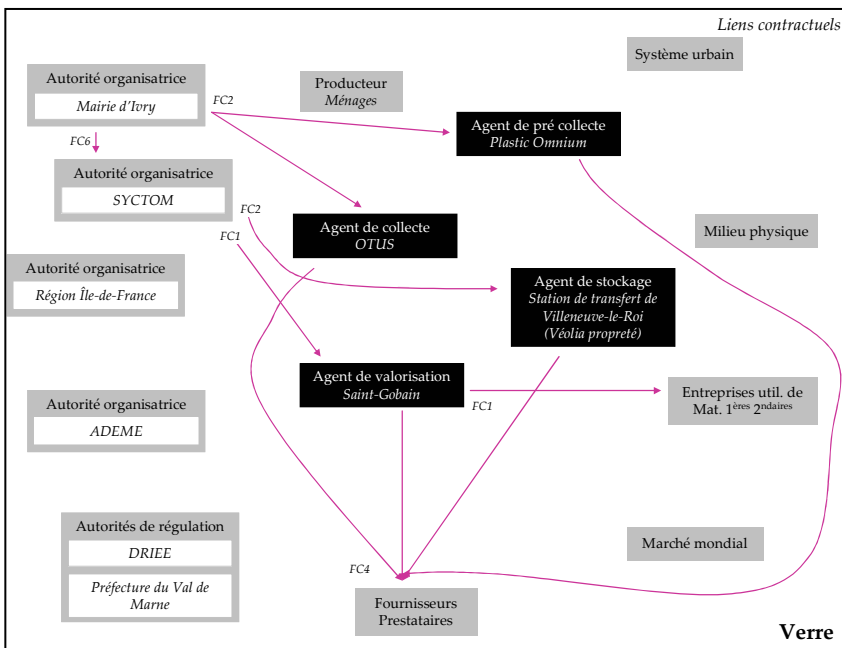 Liens contractuels
Système urbain
Autorité organisatrice
Mairie d'Ivry
FC2
Producteur
Ménages
Agent de pré collecte
Plastic Omnium
FC6
Autorité organisatrice
SYCTOM
FC2
FC1
Agent de collecte
OTUS
Milieu physique
Autorité organisatrice
Région Île-de-France
Agent de stockage
Station de transfert de
Villeneuve-le-Roi
(Véolia propreté)
Agent de valorisation
Saint-Gobain
FC1
Entreprises util. de
Mat. 1ères 2ndaires
Autorité organisatrice
ADEME
Autorités de régulation
DRIEE
Préfecture du Val de
Marne
Marché mondial
FC4
Fournisseurs
Prestataires
Verre